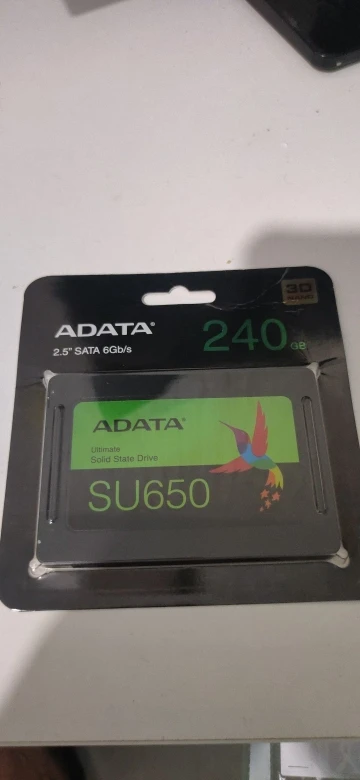 3D
NAND
ADATA®
240 GB
2.5" SATA 6Gb/s
ADATA®
Ultimate
Solid State Drive
SU650